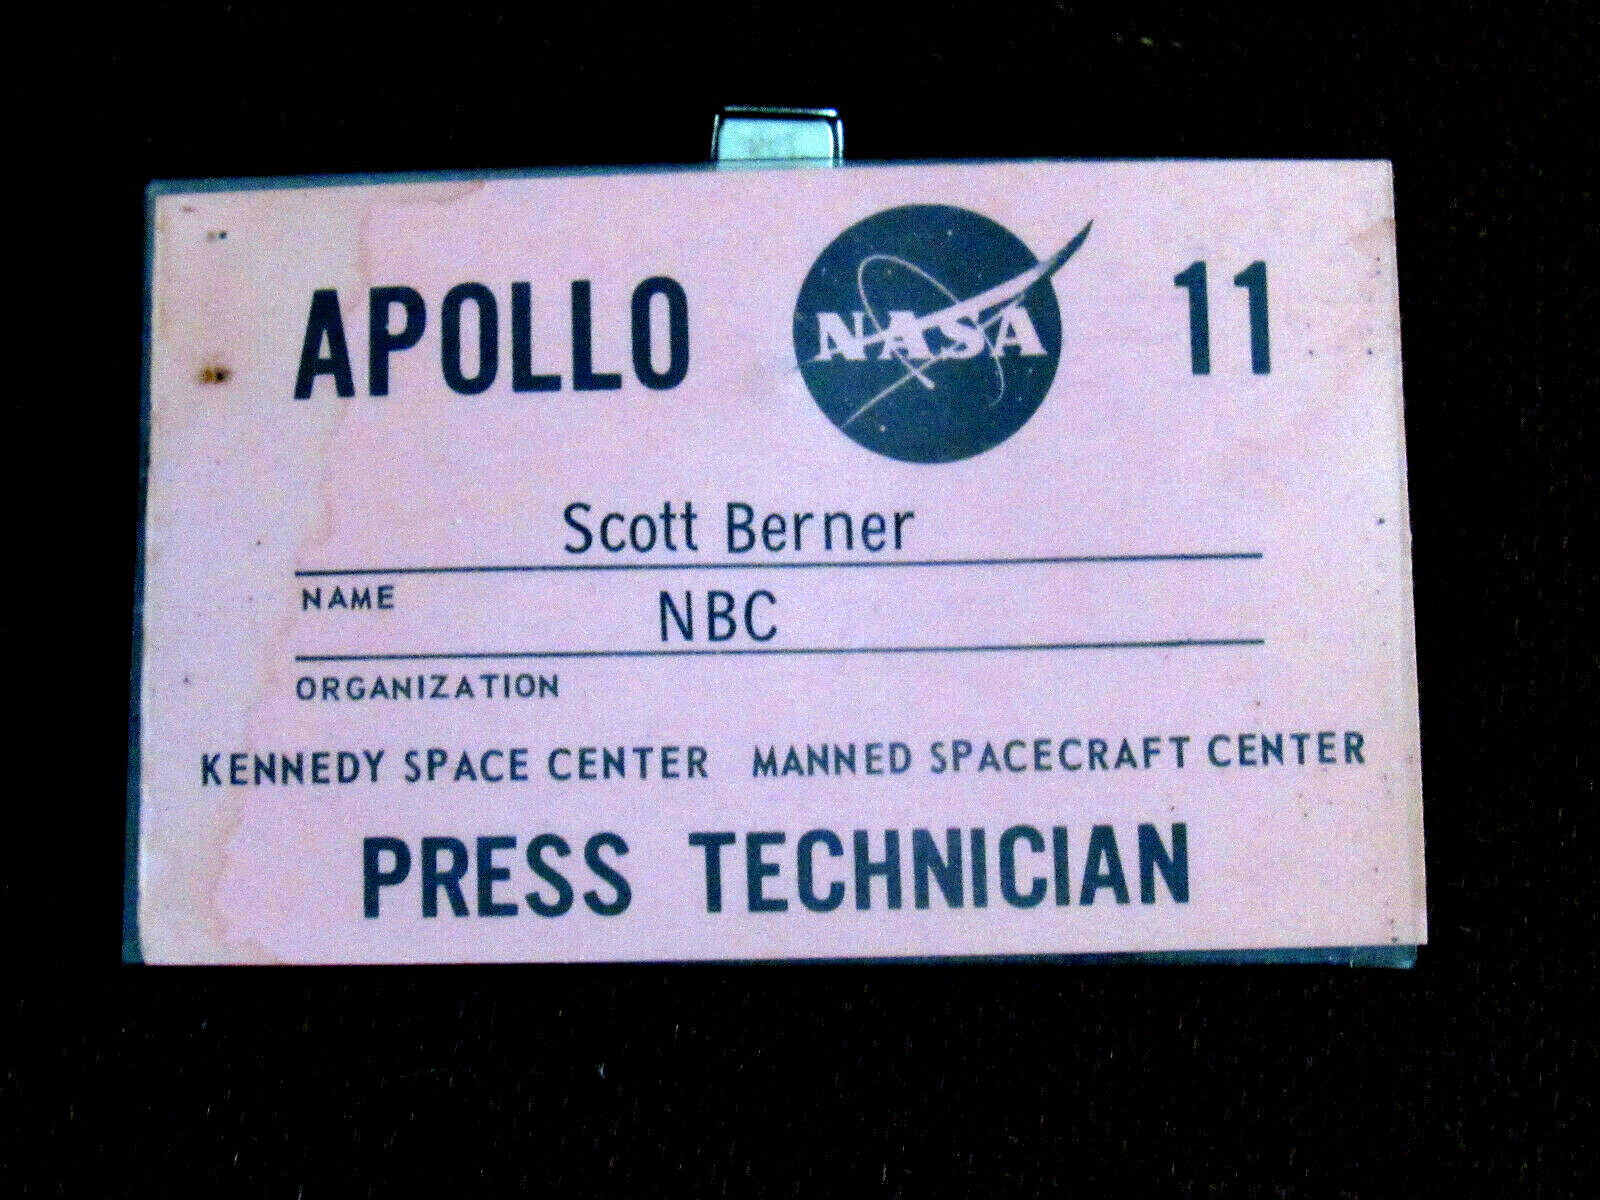 APOLLO NASA 11
Scott Berner
NAME
NBC
ORGANIZATION
KENNEDY SPACE CENTER MANNED SPACECRAFT CENTER
PRESS TECHNICIAN